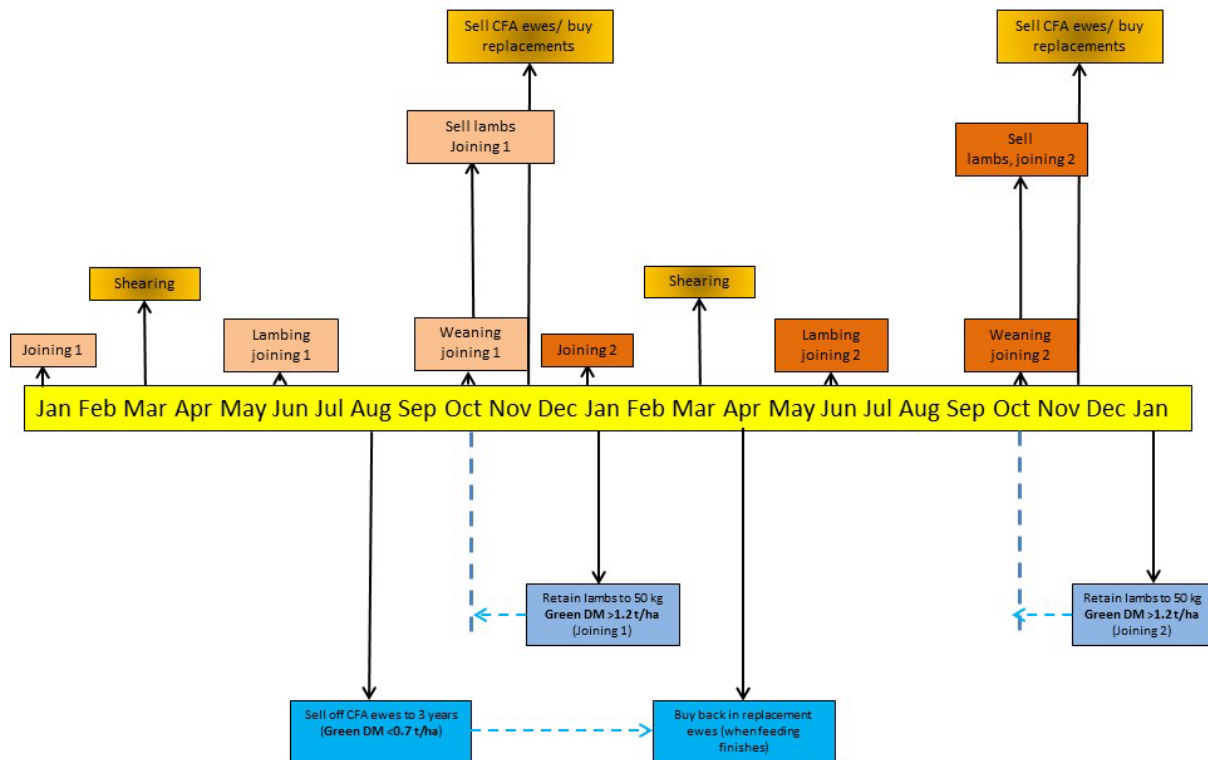 Sell CFA ewes/ buy
replacements
Sell CFA ewes/ buy
replacements
Sell lambs
Joining 1
Sell
lambs, joining 2
Shearing
Shearing
Joining 1
Lambing
joining 1
Weaning
joining 1
Joining 2
Lambing
joining 2
Weaning
joining 2
Jan Feb Mar Apr May Jun Jul Aug Sep Oct Nov Dec Jan Feb Mar Apr May Jun Jul Aug Sep Oct Nov Dec Jan
Retain lambs to 50 kg
Green DM >1.2 t/ha
(Joining 1)
Retain lambs to 50 kg
Green DM >1.2 t/ha
(Joining 2)
Sell off CFA ewes to 3 years
(Green DM <0.7 t/ha)
Buy back in replacement
ewes (when feeding
finishes)